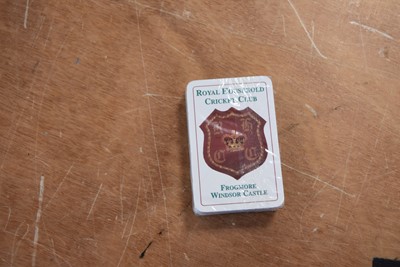 ROYAL HOUSEHOLD
CRICKET CLUB
R H
C C
FROGMORE
WINDSOR CASTLE